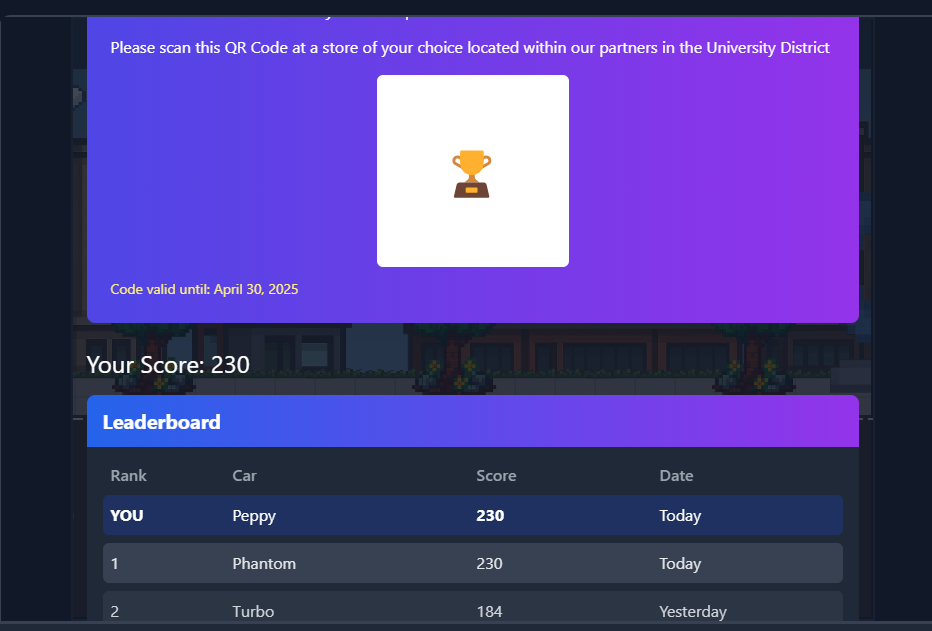 Please scan this QR Code at a store of your choice located within our partners in the University District
Code valid until: April 30, 2025
Your Score: 230
Leaderboard
Rank Car Score Date
YOU Peppy 230 Today
1 Phantom 230 Today
2 Turbo 184 Yesterday